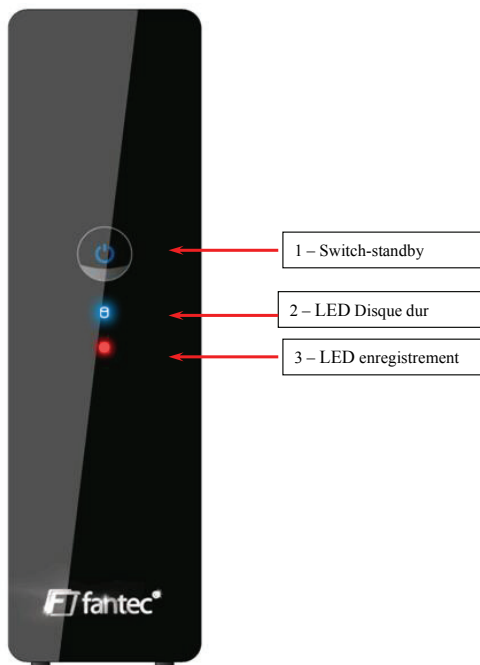 1 – Switch-standby
2 – LED Disque dur
3 – LED enregistrement
fantec